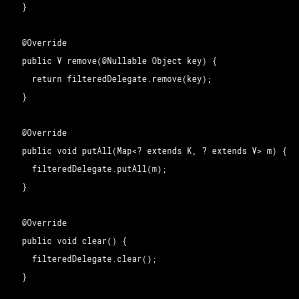 }
@Override
public V remove(@Nullable Object key) {
return filteredDelegate.remove(key);
}
@Override
public void putAll(Map<? extends K, ? extends V> m) {
filteredDelegate.putAll(m);
}
@Override
public void clear() {
filteredDelegate.clear();
}